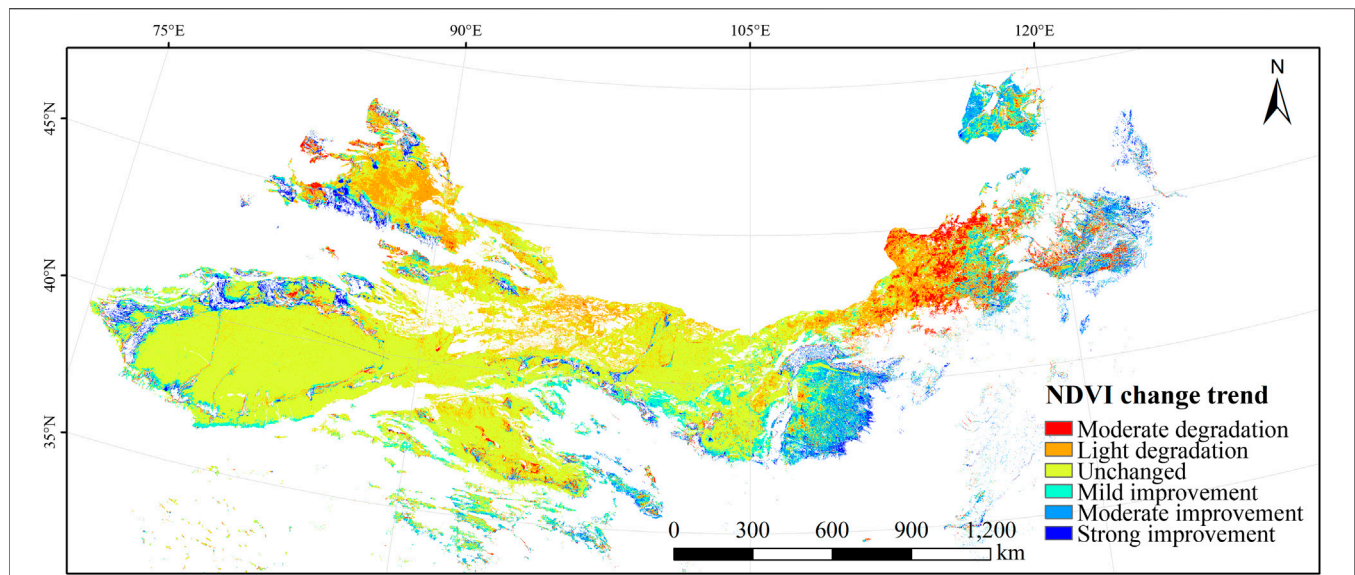 75°E 90°E 105°E 120°E
N
45°N
40°N
35°N
NDVI change trend
Moderate degradation
Light degradation
Unchanged
Mild improvement
Moderate improvement
Strong improvement
0 300 600 900 1,200
km